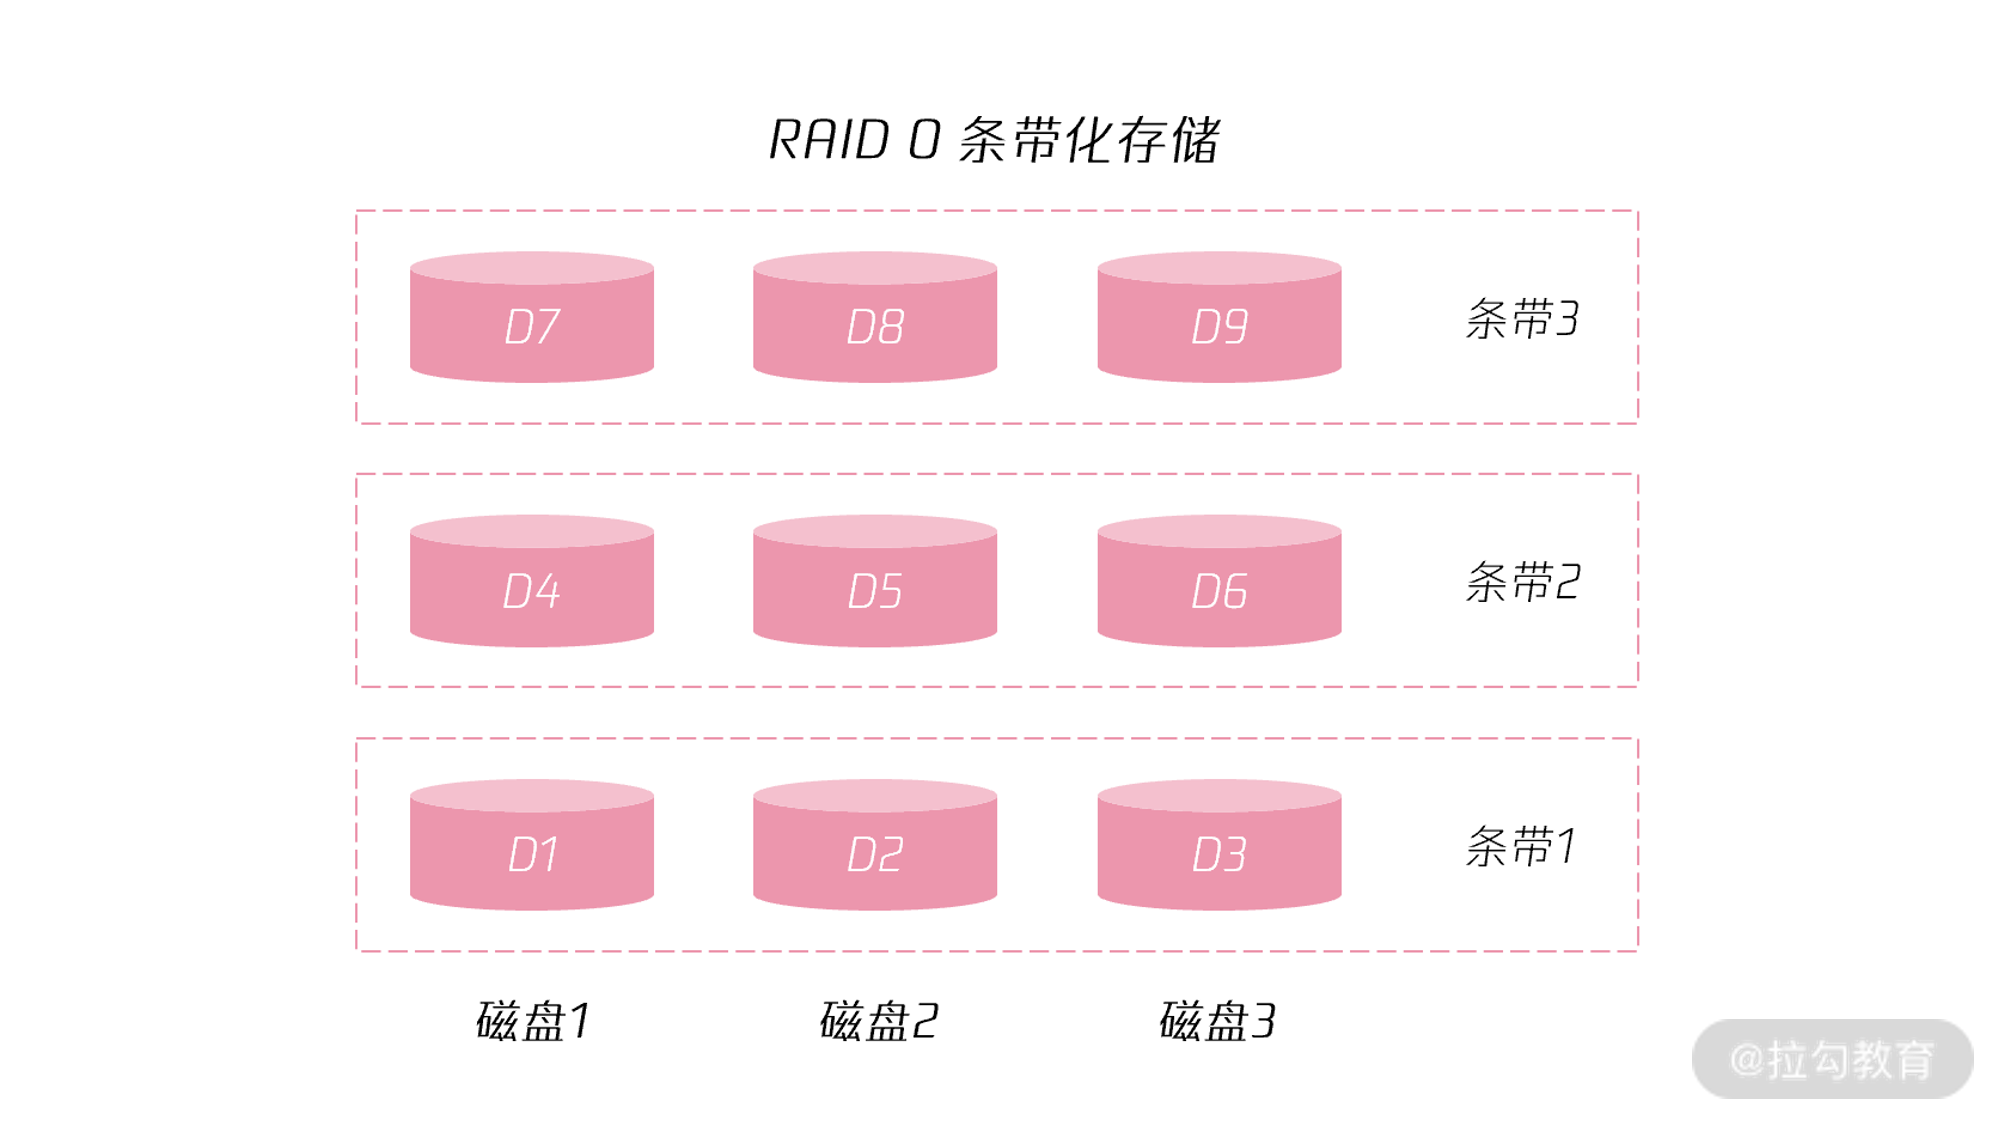 RAID 0 条带化存储
D7 D8 D9 条带3
D4 D5 D6 条带2
D1 D2 D3 条带1
磁盘1 磁盘2 磁盘3
@拉勾教育